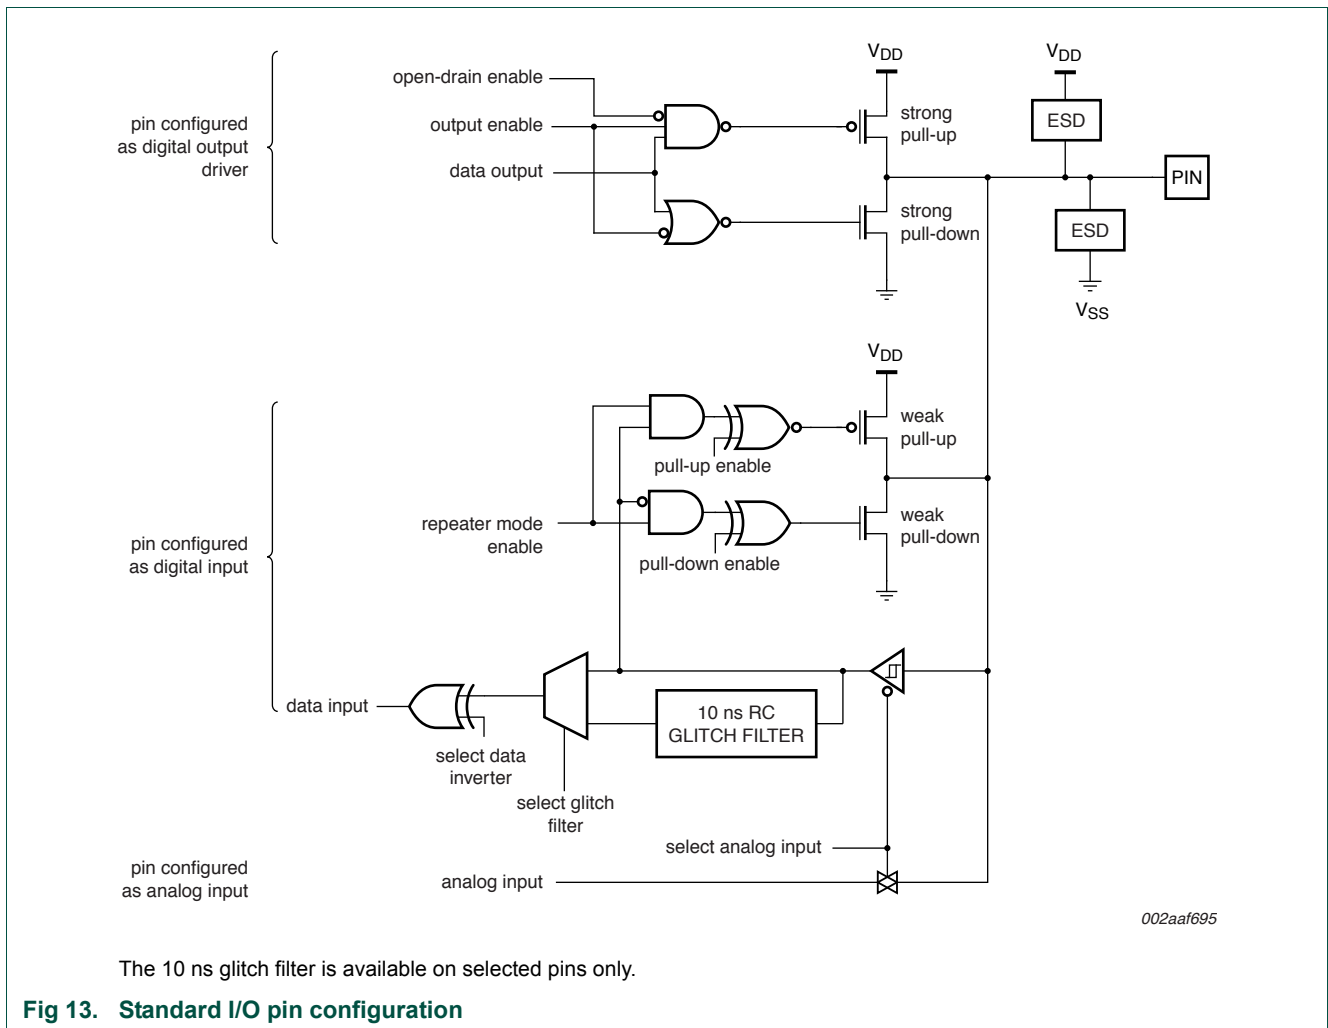 pin configured
as digital output
driver
open-drain enable
output enable
data output
VDD
strong
pull-up
strong
pull-down
VDD
ESD
PIN
ESD
VSS
pin configured
as digital input
VDD
weak
pull-up
pull-up enable
repeater mode
enable
weak
pull-down
pull-down enable
data input
select data
inverter
10 ns RC
GLITCH FILTER
select glitch
filter
select analog input
pin configured
as analog input
analog input
002aaf695
The 10 ns glitch filter is available on selected pins only.
Fig 13. Standard I/O pin configuration